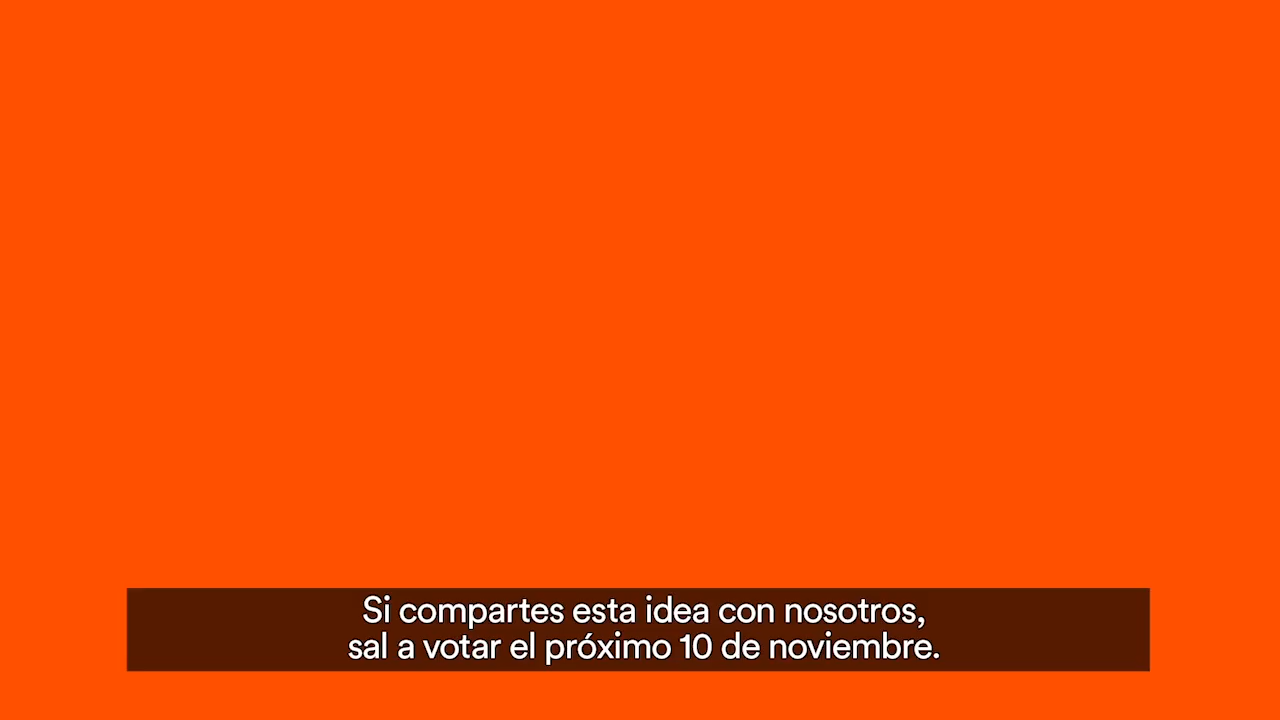 Si compartes esta idea con nosotros,
sal a votar el próximo 10 de noviembre.